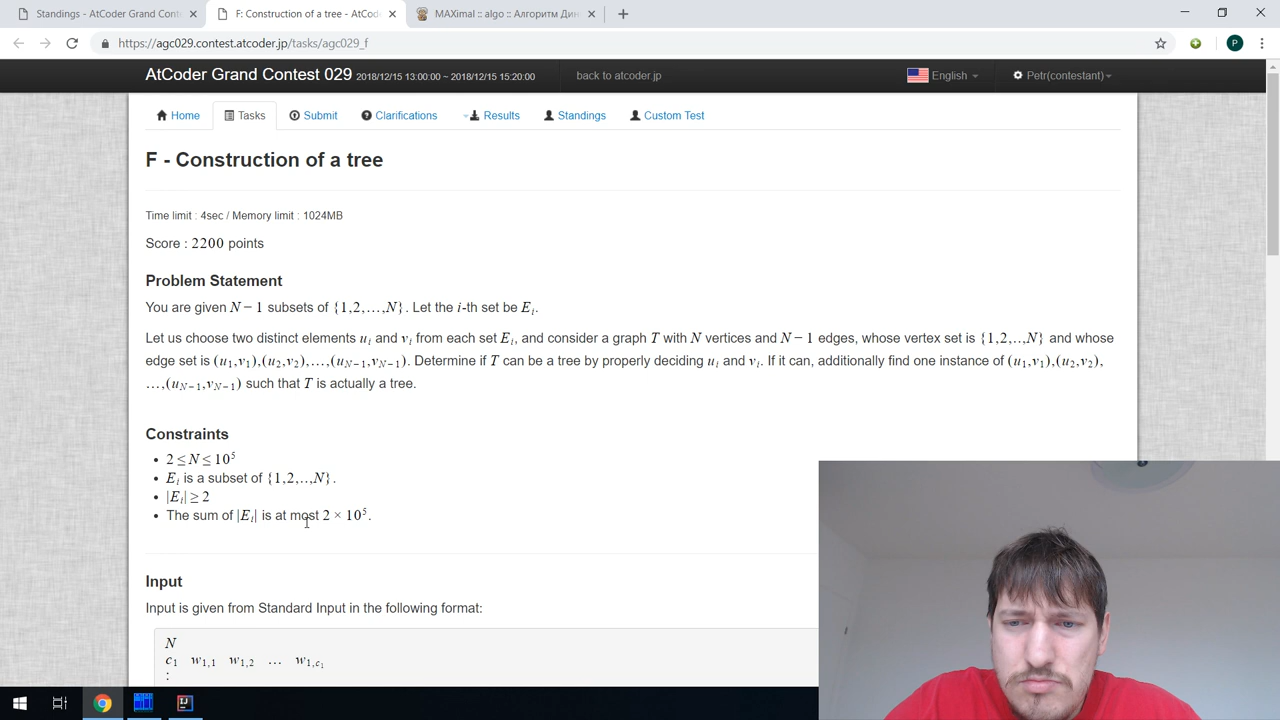 Standings - AtCoder Grand Cont
F: Construction of a tree - AtCod
MAXimal :: algo :: Алгоритм Дин
https://agc029.contest.atcoder.jp/tasks/agc029_f
P
AtCoder Grand Contest 029 2018/12/15 13:00:00 ~ 2018/12/15 15:20:00 back to atcoder.jp English Petr(contestant)
Home Tasks Submit Clarifications Results Standings Custom Test
F - Construction of a tree
Time limit : 4sec / Memory limit : 1024MB
Score : 2200 points
Problem Statement
You are given N − 1 subsets of {1,2,...,N}. Let the i-th set be E_i.
Let us choose two distinct elements u_i and v_i from each set E_i, and consider a graph T with N vertices and N − 1 edges, whose vertex set is {1,2,..,N} and whose
edge set is (u_1,v_1),(u_2,v_2),...,(u_{N−1},v_{N−1}). Determine if T can be a tree by properly deciding u_i and v_i. If it can, additionally find one instance of (u_1,v_1),(u_2,v_2),
...,(u_{N−1},v_{N−1}) such that T is actually a tree.
Constraints
• 2 ≤ N ≤ 10^5
• E_i is a subset of {1,2,..,N}.
• |E_i| ≥ 2
• The sum of |E_i| is at most 2 × 10^5.
Input
Input is given from Standard Input in the following format:
N
c_1 w_{1,1} w_{1,2} ... w_{1,c_1}
: